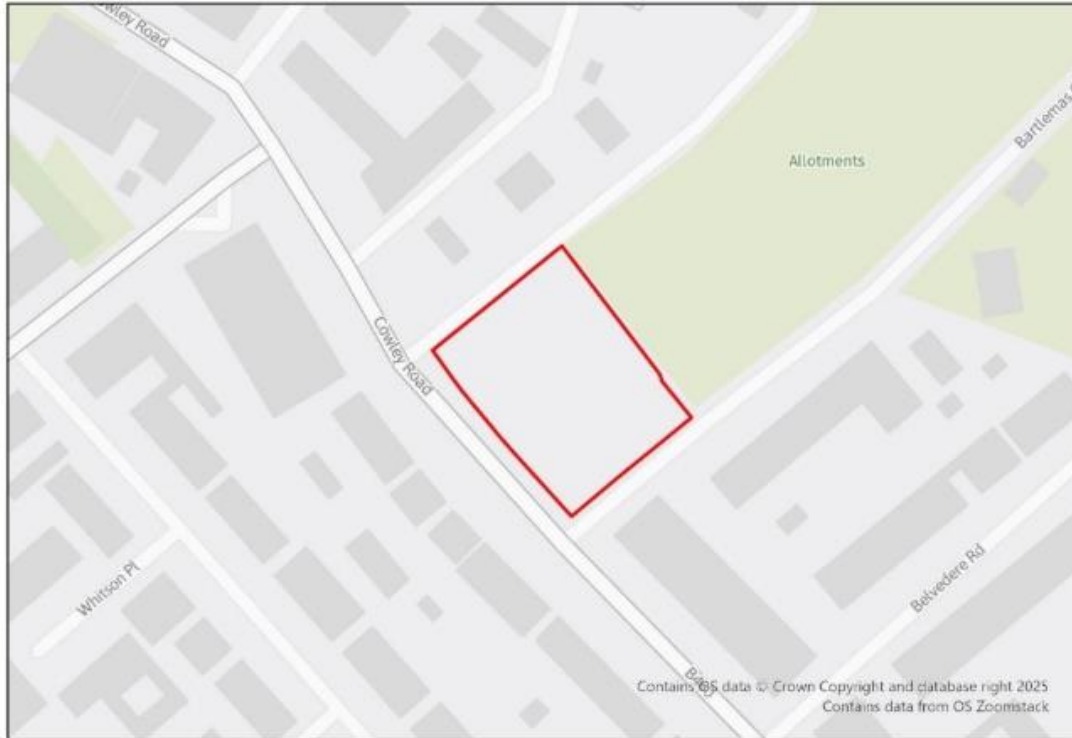 Cowley Road
Bartlemas
Allotments
Cowley Road
Whitson Pl
Belvedere Rd
Contains OS data © Crown Copyright and database right 2025
Contains data from OS Zoomstack